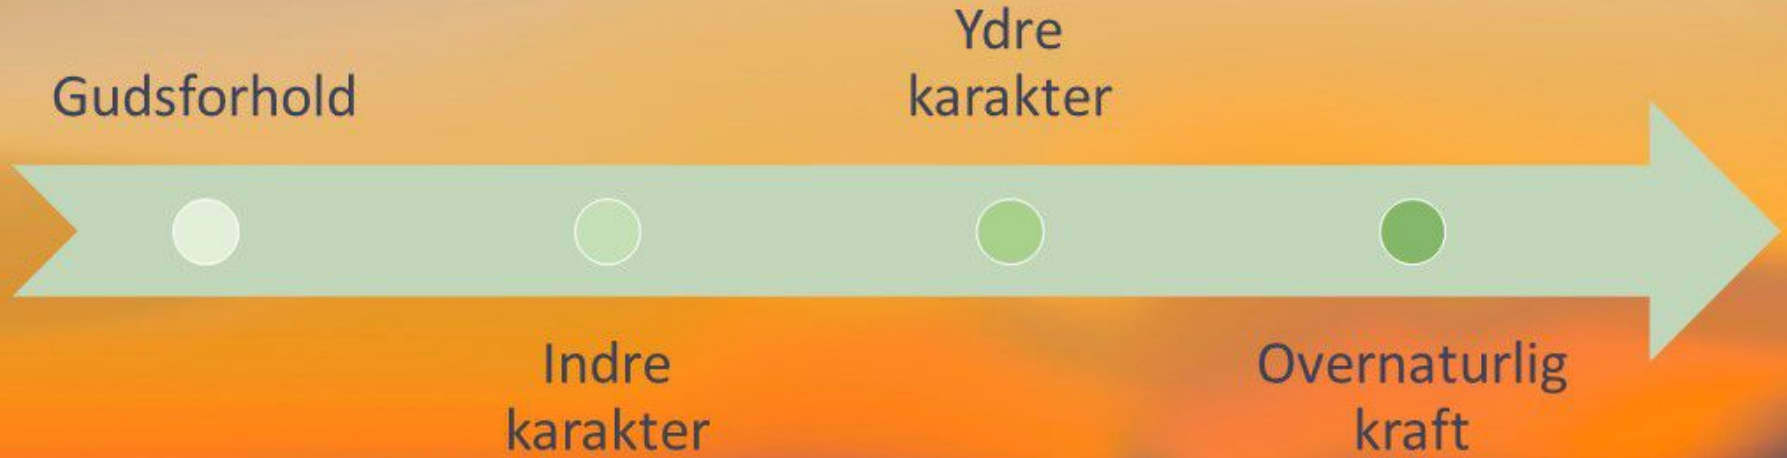 Gudsforhold
Indre
karakter
Ydre
karakter
Overnaturlig
kraft